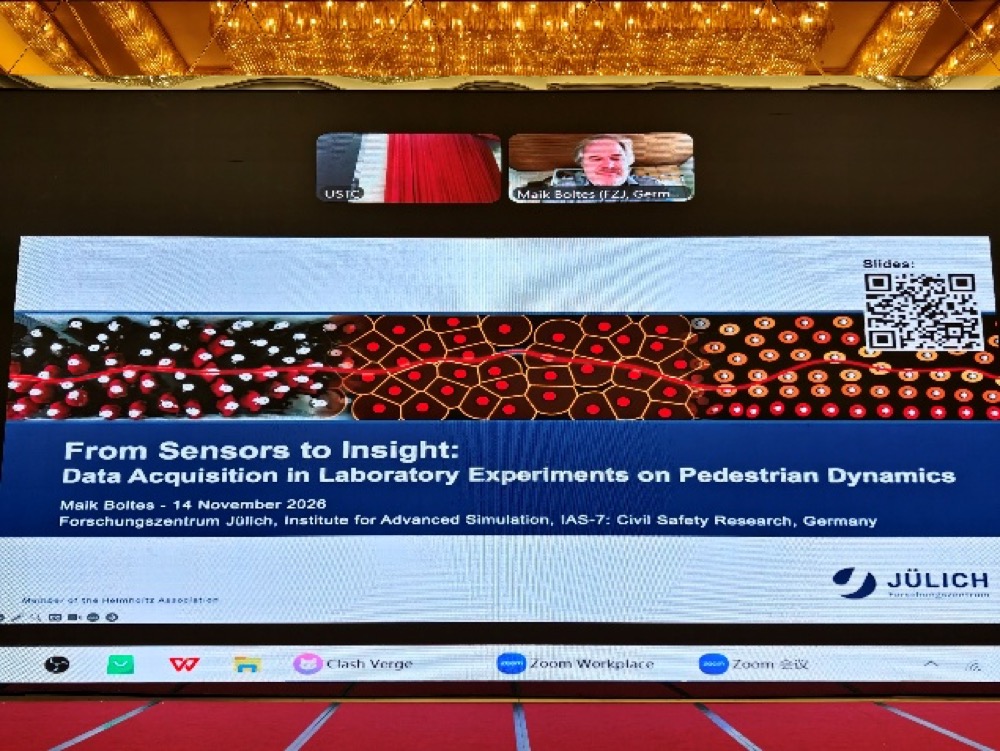 USTC
Maik Boltes (FZJ, Germ...
Slides:
From Sensors to Insight:
Data Acquisition in Laboratory Experiments on Pedestrian Dynamics
Maik Boltes - 14 November 2026
Forschungszentrum Jülich, Institute for Advanced Simulation, IAS-7: Civil Safety Research, Germany
JÜLICH
Forschungszentrum
Member of the Helmholtz Association
Clash Verge
zoom
Zoom Workplace
zoom
Zoom 会议